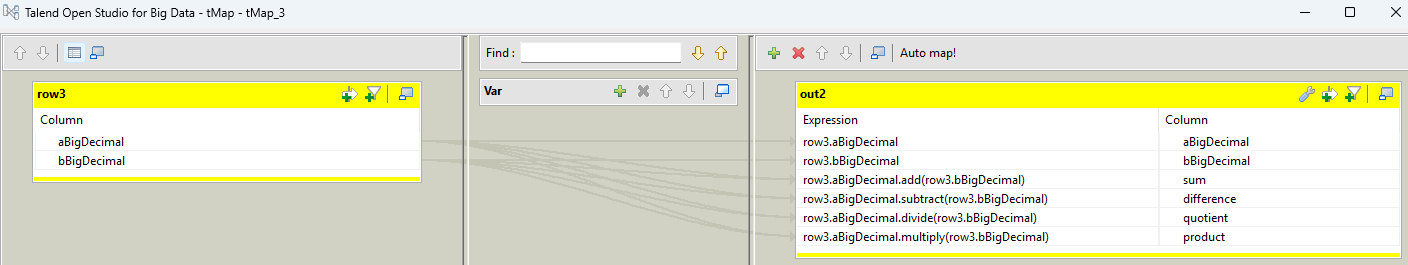 Talend Open Studio for Big Data - tMap - tMap_3
Find :
Auto map!
row3
Column
aBigDecimal
bBigDecimal
Var
out2
Expression Column
row3.aBigDecimal aBigDecimal
row3.bBigDecimal bBigDecimal
row3.aBigDecimal.add(row3.bBigDecimal) sum
row3.aBigDecimal.subtract(row3.bBigDecimal) difference
row3.aBigDecimal.divide(row3.bBigDecimal) quotient
row3.aBigDecimal.multiply(row3.bBigDecimal) product